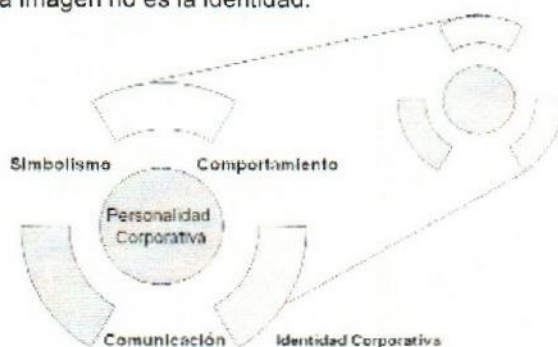 a imagen no es la identidad.
Simbolismo Comportamiento
Personalidad
Corporativa
Comunicación Identidad Corporativa